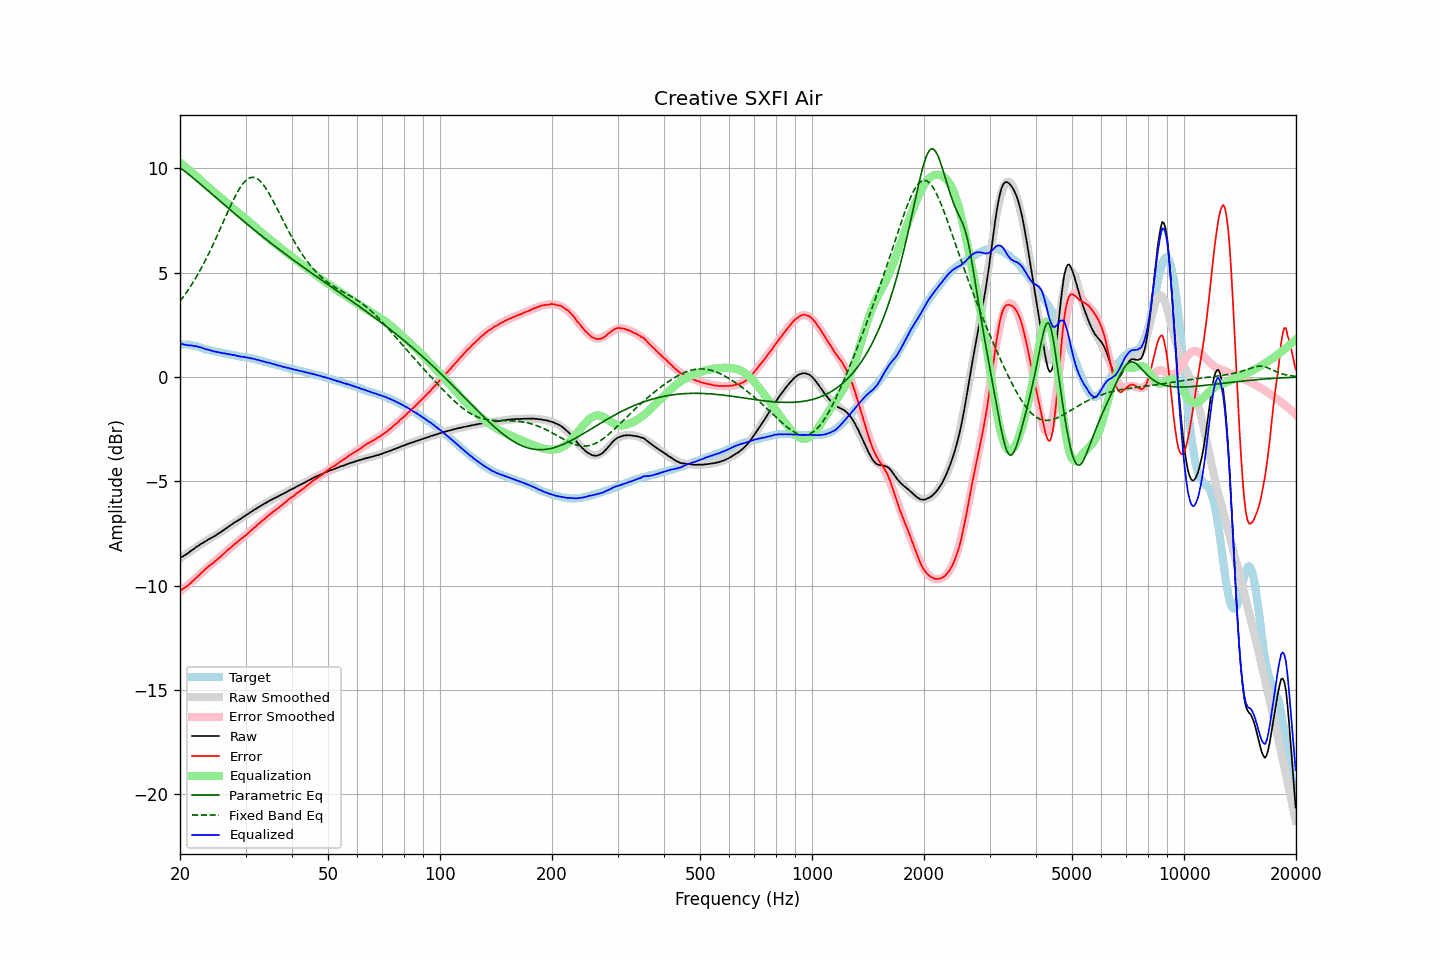 Creative SXFI Air
Amplitude (dBr)
10
5
0
−5
−10
−15
−20
Target
Raw Smoothed
Error Smoothed
Raw
Error
Equalization
Parametric Eq
Fixed Band Eq
Equalized
20 50 100 200 500 1000 2000 5000 10000 20000
Frequency (Hz)